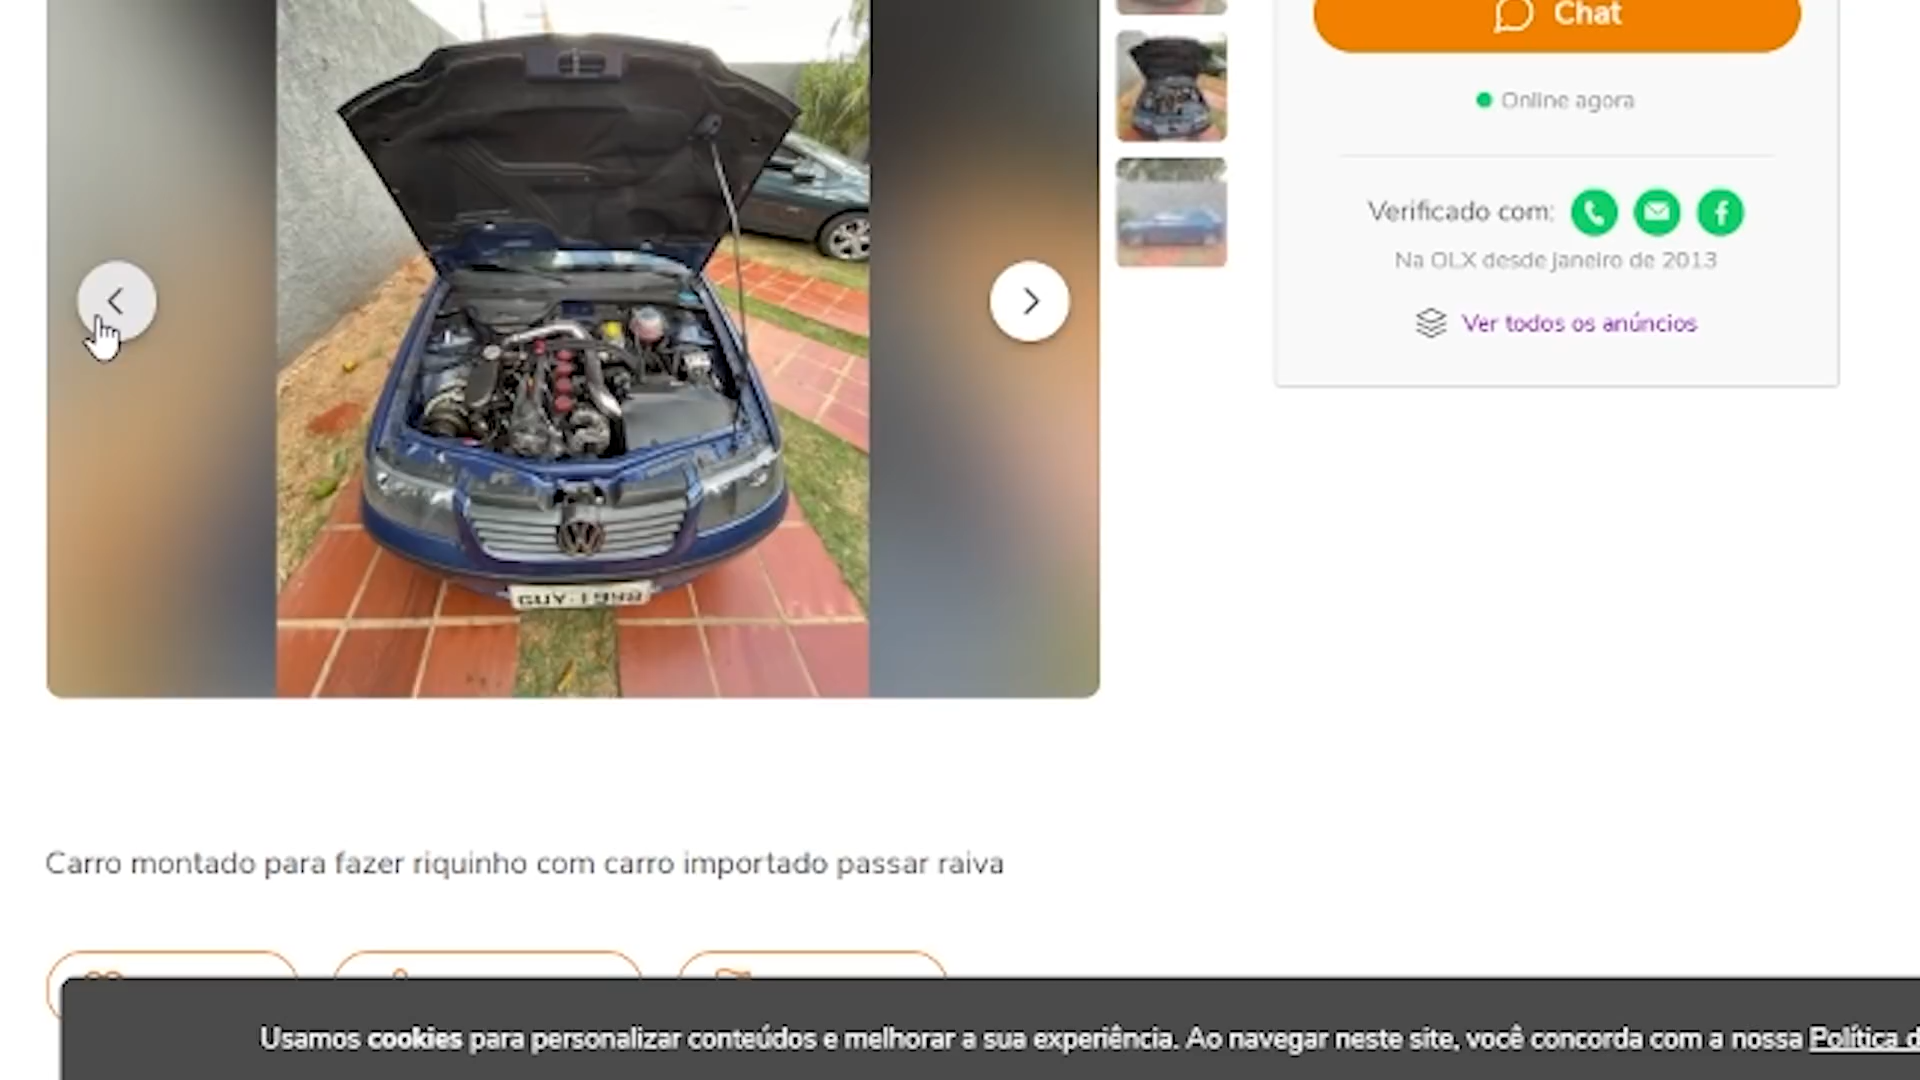 Chat
Online agora
Verificado com:
Na OLX desde janeiro de 2013
Ver todos os anúncios
Carro montado para fazer riquinho com carro importado passar raiva
Usamos cookies para personalizar conteúdos e melhorar a sua experiência. Ao navegar neste site, você concorda com a nossa Política d